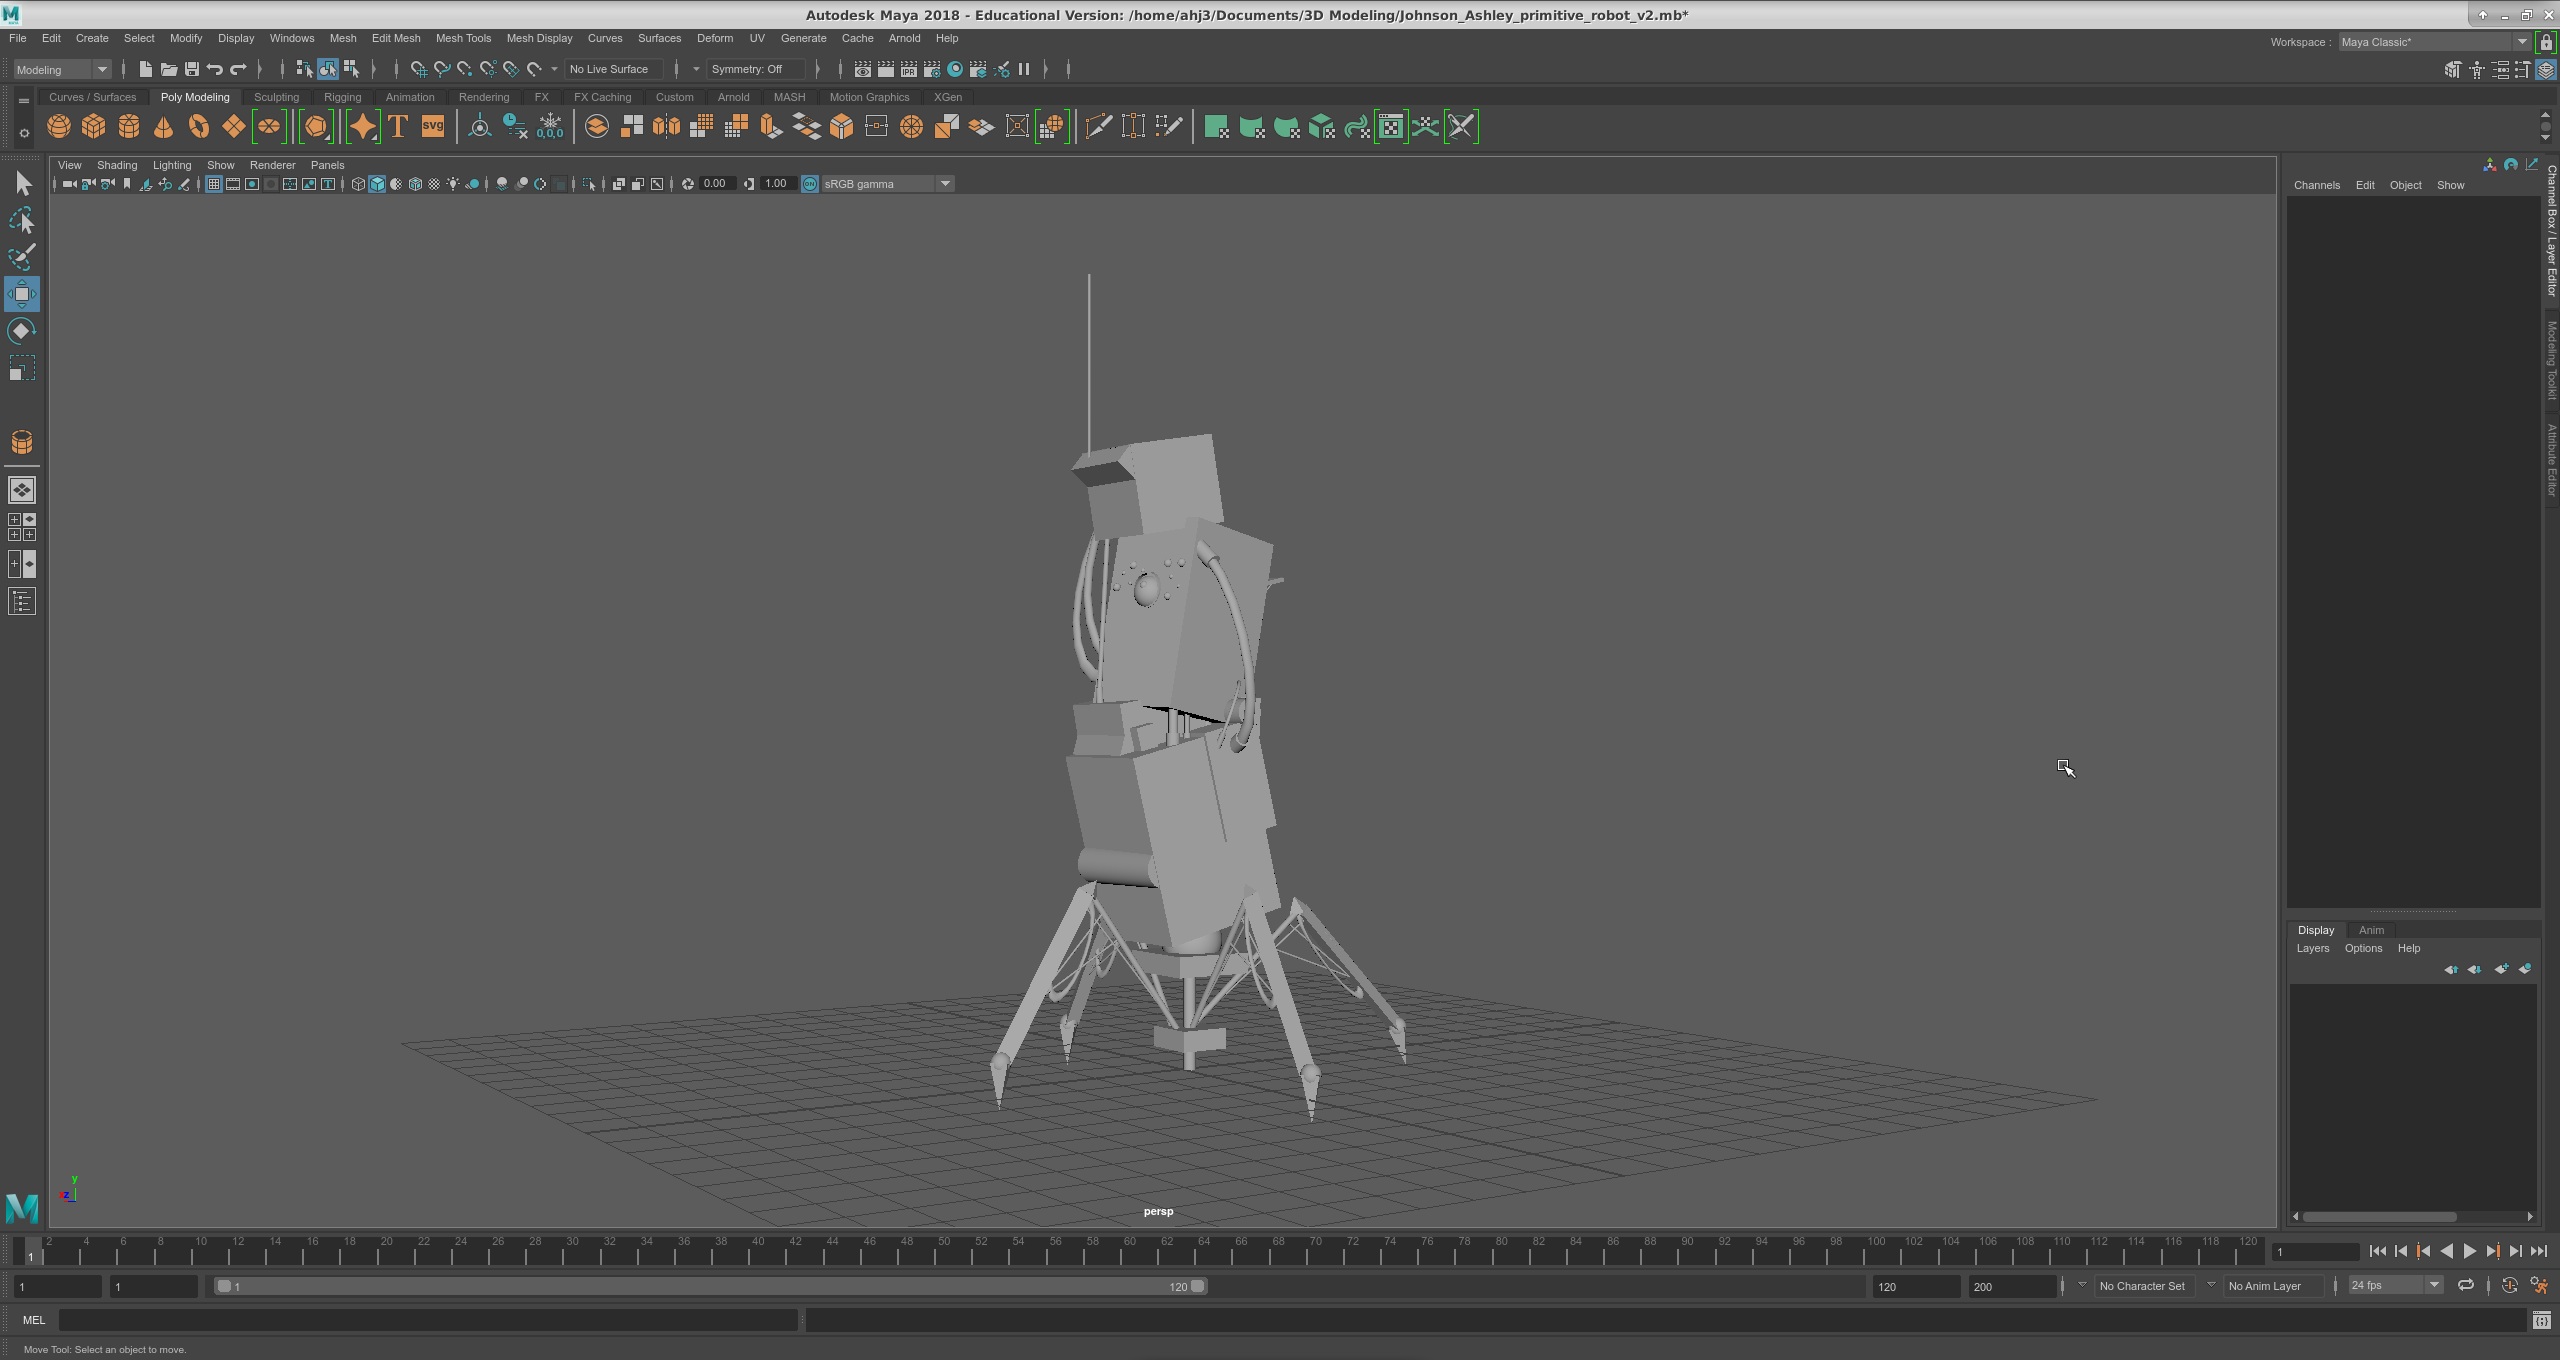 Autodesk Maya 2018 - Educational Version: /home/ahj3/Documents/3D Modeling/Johnson_Ashley_primitive_robot_v2.mb*
File Edit Create Select Modify Display Windows Mesh Edit Mesh Mesh Tools Mesh Display Curves Surfaces Deform UV Generate Cache Arnold Help
Workspace : Maya Classic*
Modeling No Live Surface Symmetry: Off
IPR
Curves / Surfaces Poly Modeling Sculpting Rigging Animation Rendering FX FX Caching Custom Arnold MASH Motion Graphics XGen
T SVG 0,0,0
View Shading Lighting Show Renderer Panels
0.00 1.00 ON sRGB gamma
Channels Edit Object Show
Channel Box / Layer Editor
Modeling Toolkit
Attribute Editor
Display Anim
Layers Options Help
y
z
persp
M
1 2 4 6 8 10 12 14 16 18 20 22 24 26 28 30 32 34 36 38 40 42 44 46 48 50 52 54 56 58 60 62 64 66 68 70 72 74 76 78 80 82 84 86 88 90 92 94 96 98 100 102 104 106 108 110 112 114 116 118 120 1
1 1 1 120 120 200 No Character Set No Anim Layer 24 fps
MEL
Move Tool: Select an object to move.